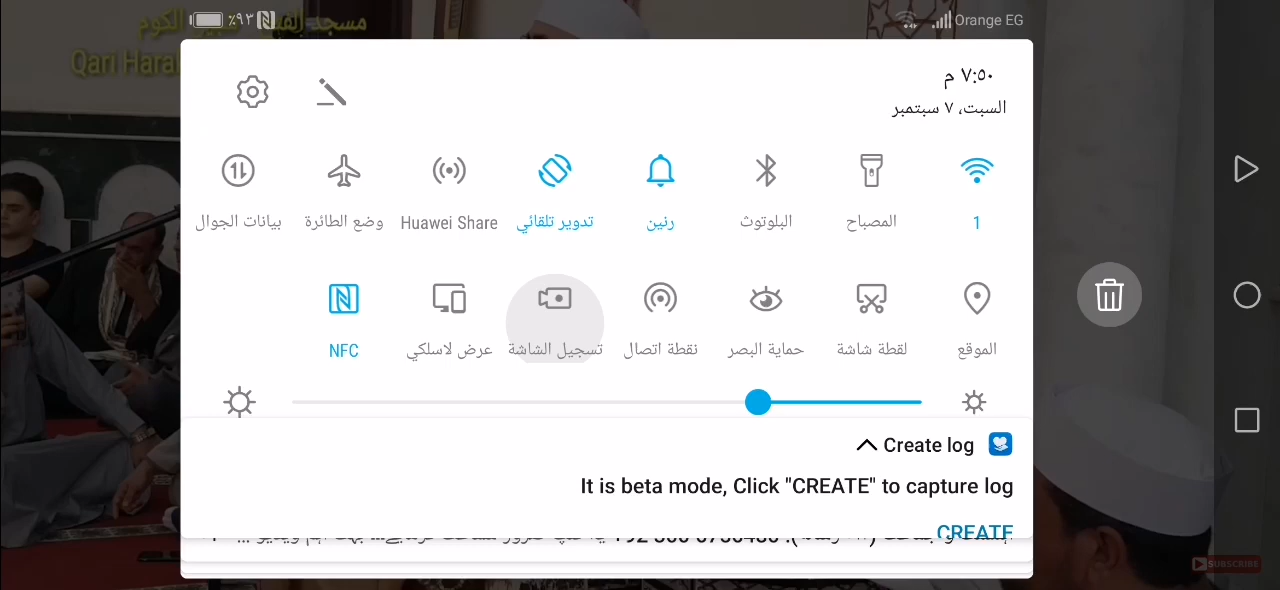 ٪٩٣
Orange EG
مسجد
الكوم
Qari
٧:٥٠ م
السبت، ٧ سبتمبر
1
المصباح
البلوتوث
رنين
تدوير تلقائي
Huawei Share
وضع الطائرة
بيانات الجوال
الموقع
لقطة شاشة
حماية البصر
نقطة اتصال
تسجيل الشاشة
عرض لاسلكي
NFC
Create log
It is beta mode, Click "CREATE" to capture log
CREATE
SUBSCRIBE